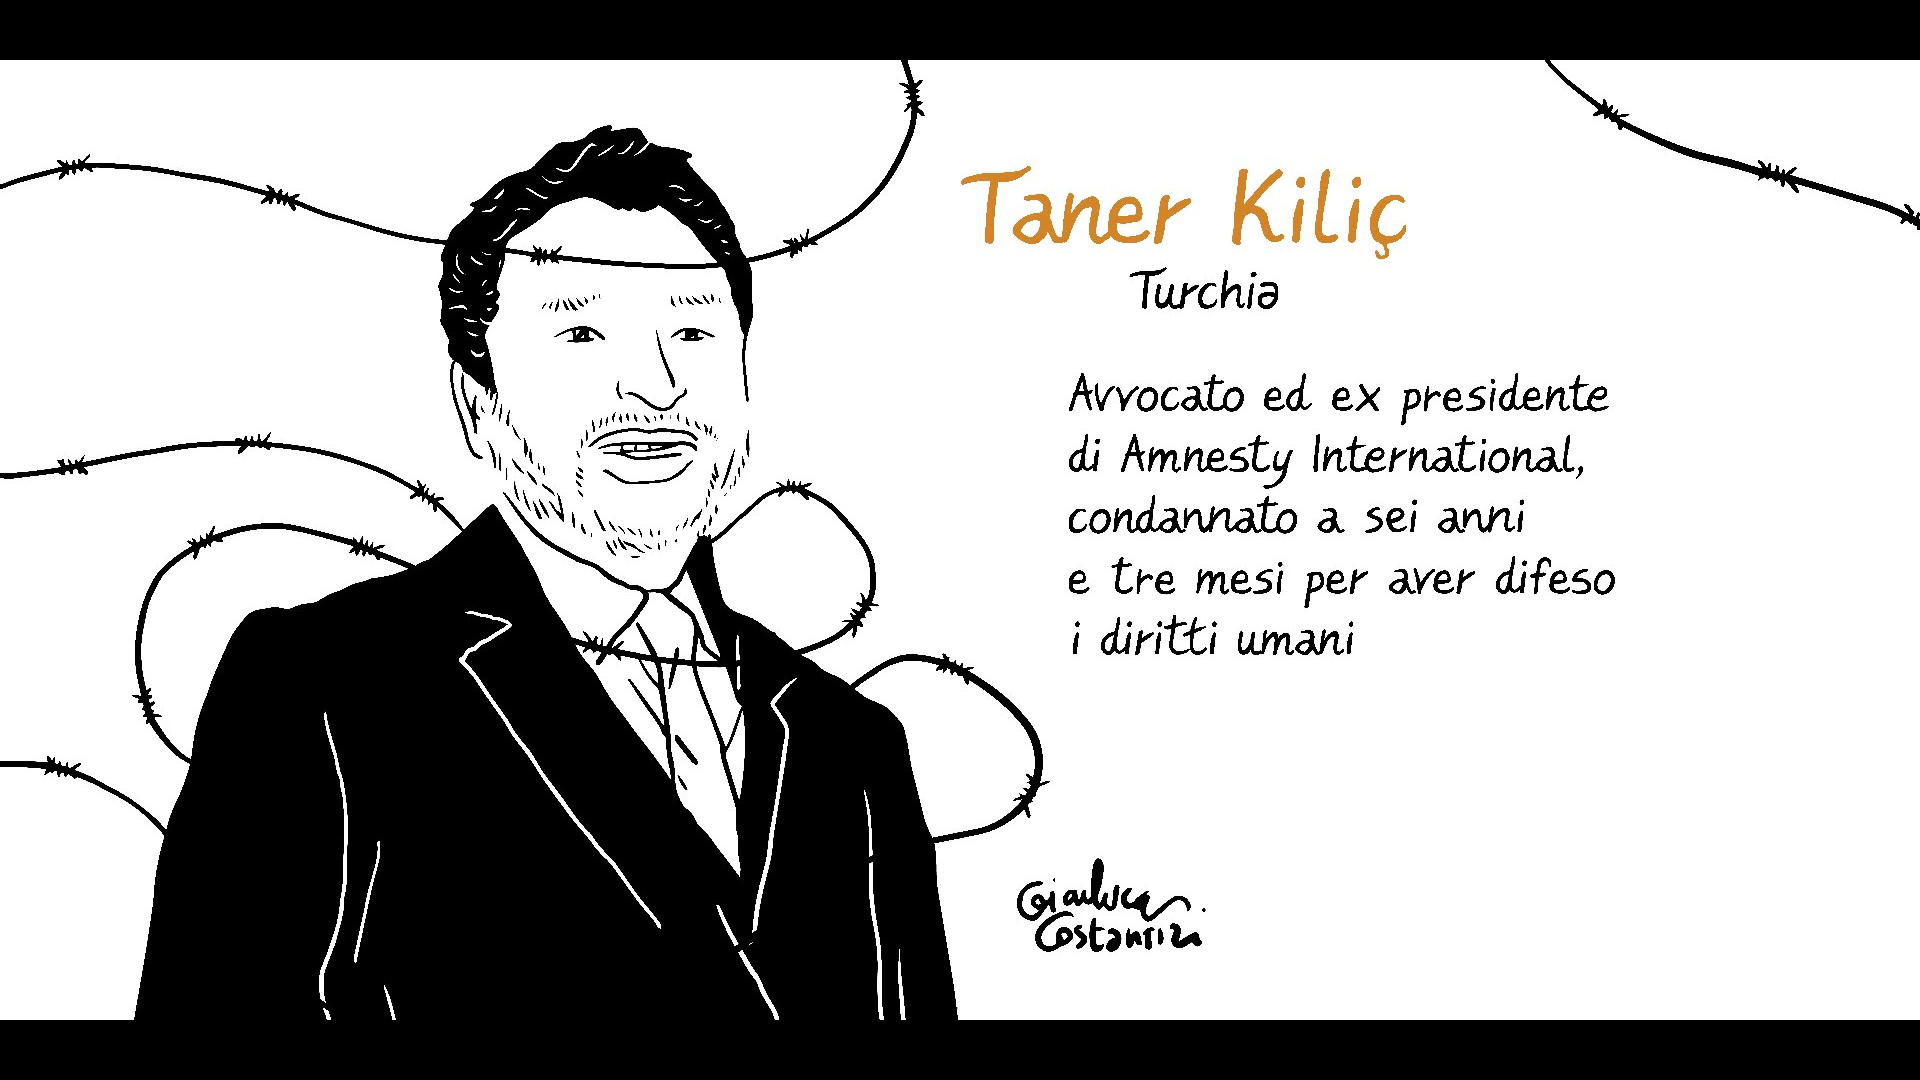 Taner Kiliç
Turchia
Avvocato ed ex presidente
di Amnesty International,
condannato a sei anni
e tre mesi per aver difeso
i diritti umani
Gianluca
Costantini